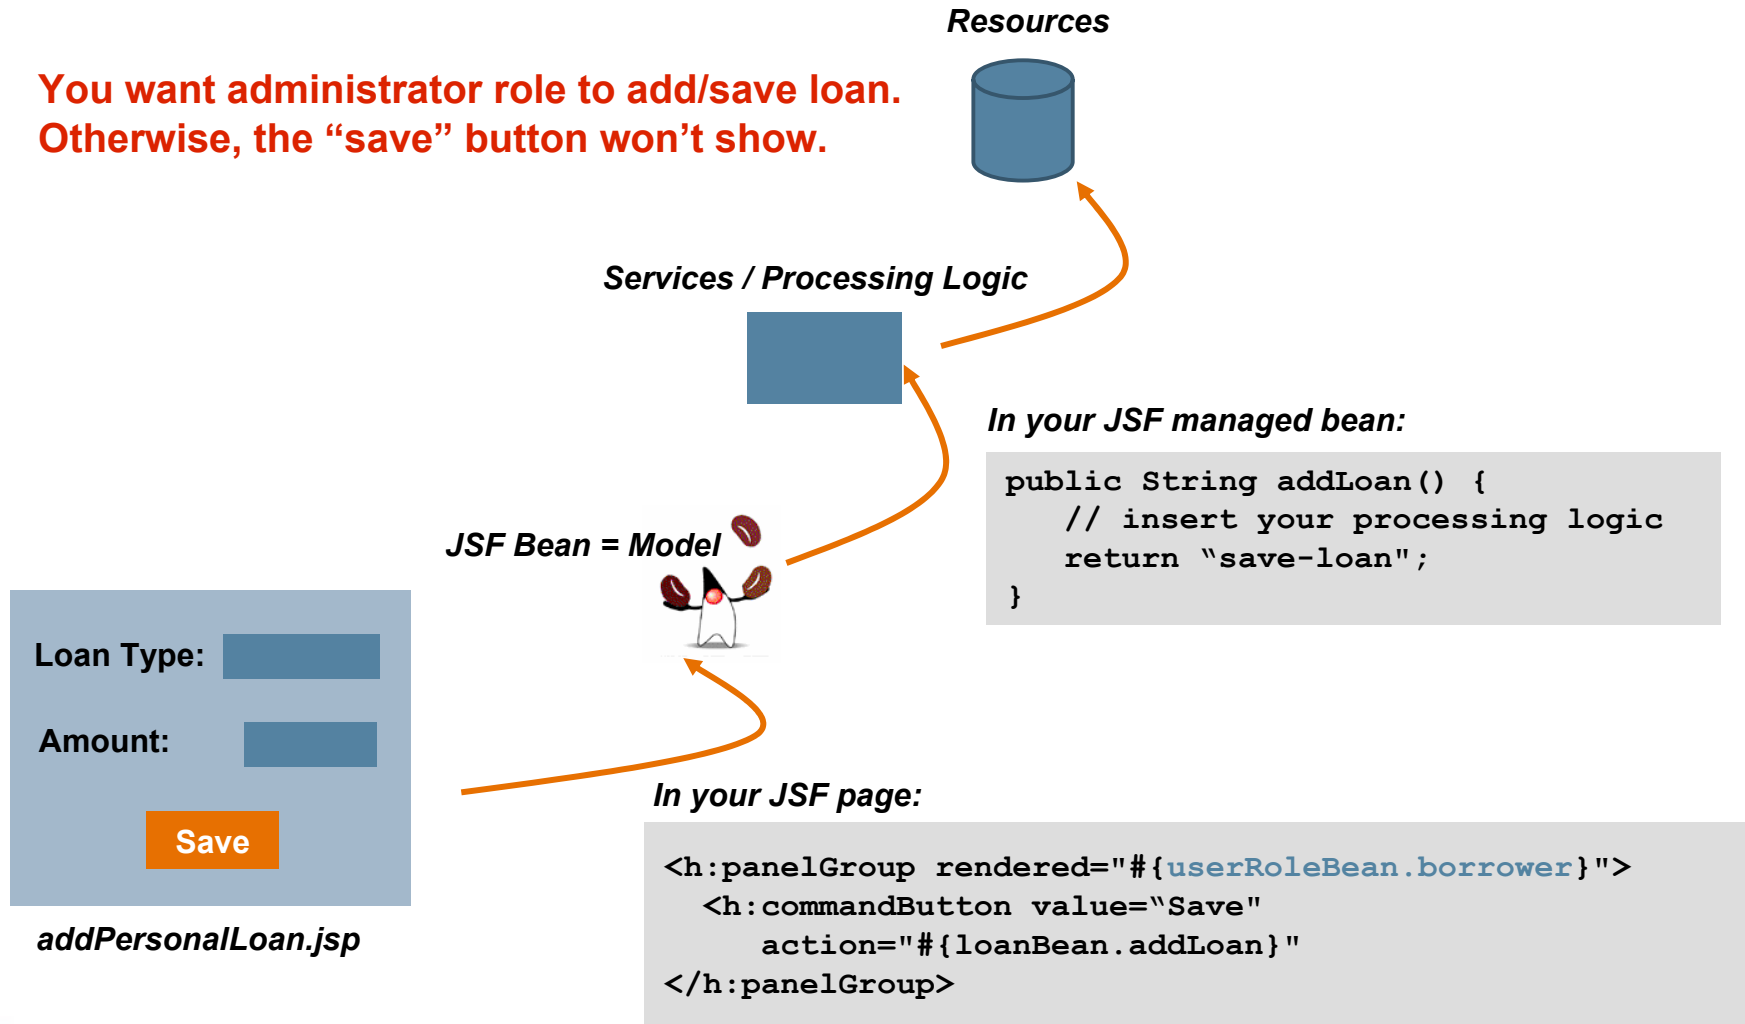 Resources
You want administrator role to add/save loan.
Otherwise, the “save” button won’t show.
Services / Processing Logic
In your JSF managed bean:
public String addLoan() {
// insert your processing logic
return “save-loan";
}
JSF Bean = Model
Loan Type:
Amount:
Save
addPersonalLoan.jsp
In your JSF page:
<h:panelGroup rendered="#{userRoleBean.borrower}">
<h:commandButton value=“Save"
action="#{loanBean.addLoan}"
</h:panelGroup>